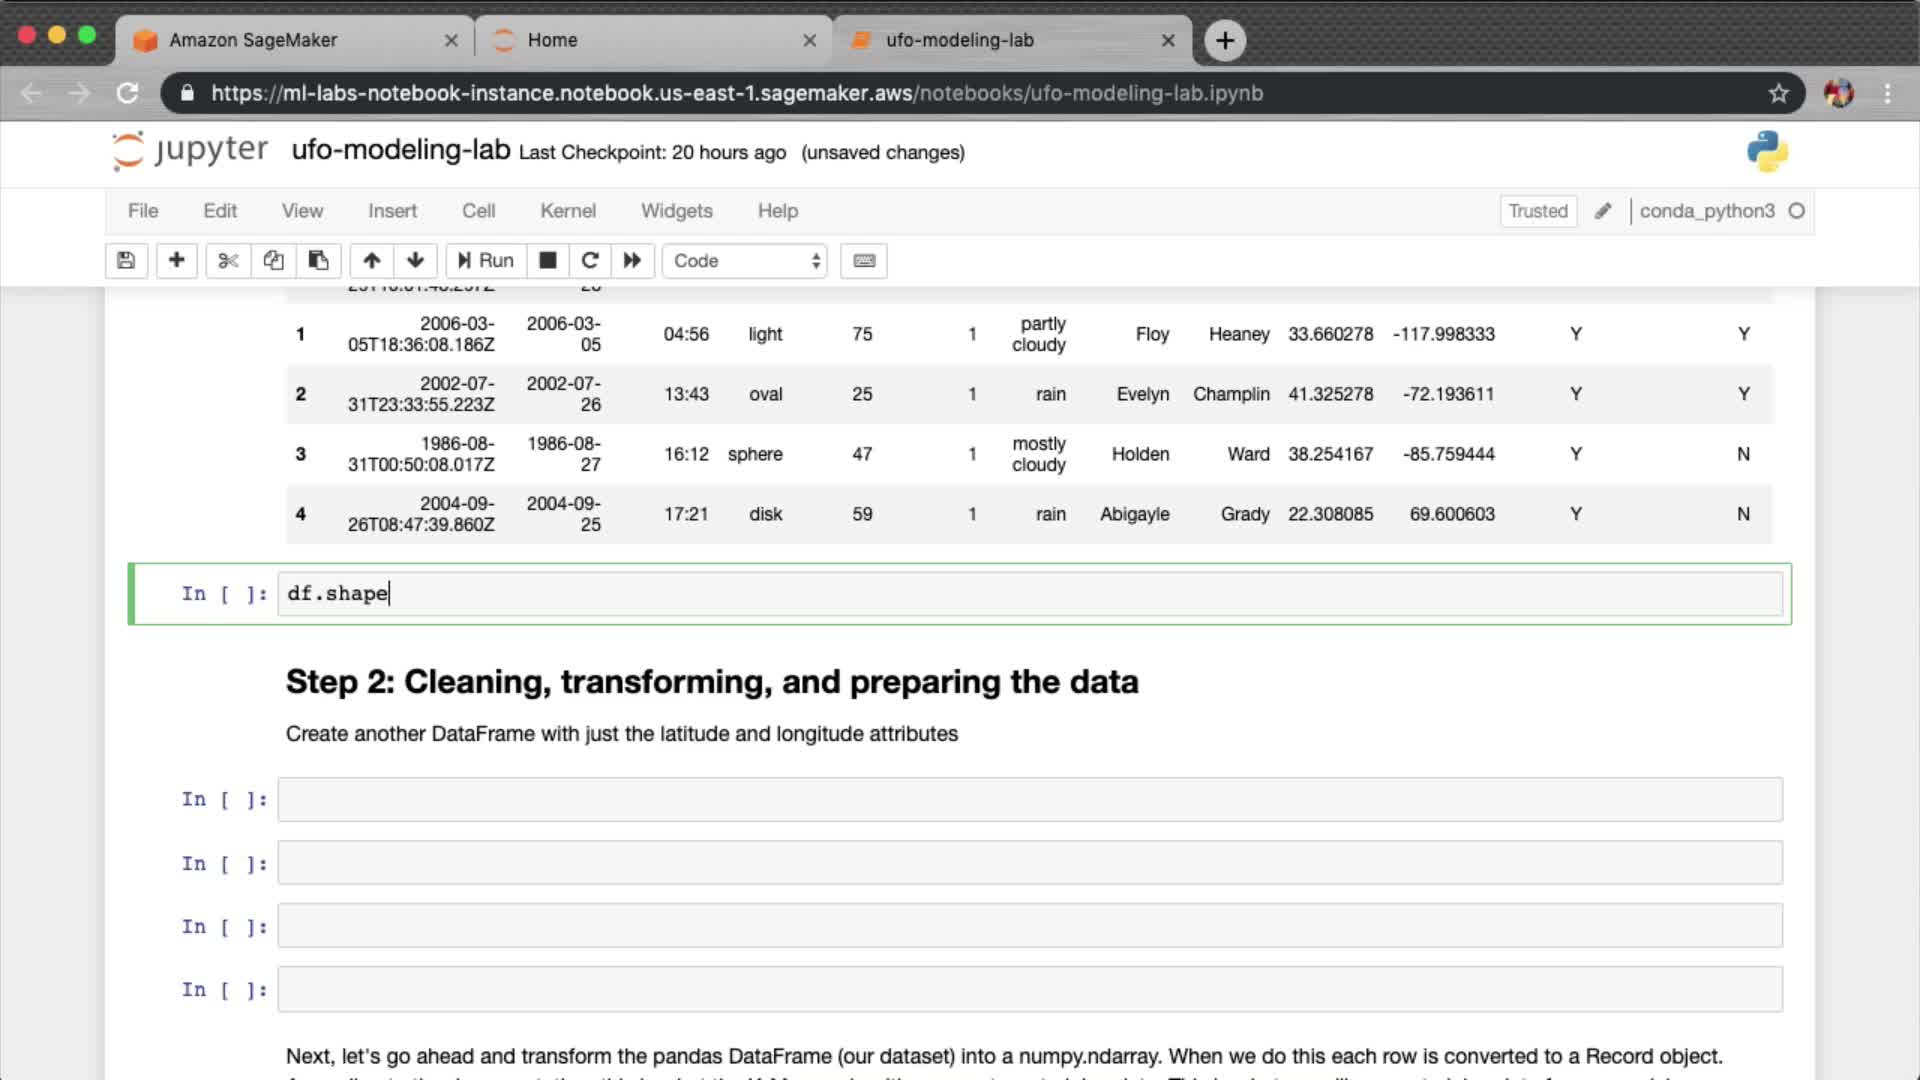 Amazon SageMaker
Home
ufo-modeling-lab
https://ml-labs-notebook-instance.notebook.us-east-1.sagemaker.aws/notebooks/ufo-modeling-lab.ipynb
jupyter ufo-modeling-lab Last Checkpoint: 20 hours ago (unsaved changes)
File Edit View Insert Cell Kernel Widgets Help Trusted conda_python3
Run Code
1 2006-03-05T18:36:08.186Z 2006-03-05 04:56 light 75 1 partly cloudy Floy Heaney 33.660278 -117.998333 Y Y
2 2002-07-31T23:33:55.223Z 2002-07-26 13:43 oval 25 1 rain Evelyn Champlin 41.325278 -72.193611 Y Y
3 1986-08-31T00:50:08.017Z 1986-08-27 16:12 sphere 47 1 mostly cloudy Holden Ward 38.254167 -85.759444 Y N
4 2004-09-26T08:47:39.860Z 2004-09-25 17:21 disk 59 1 rain Abigayle Grady 22.308085 69.600603 Y N
In [ ]: df.shape
Step 2: Cleaning, transforming, and preparing the data
Create another DataFrame with just the latitude and longitude attributes
In [ ]:
In [ ]:
In [ ]:
In [ ]:
Next, let's go ahead and transform the pandas DataFrame (our dataset) into a numpy.ndarray. When we do this each row is converted to a Record object.